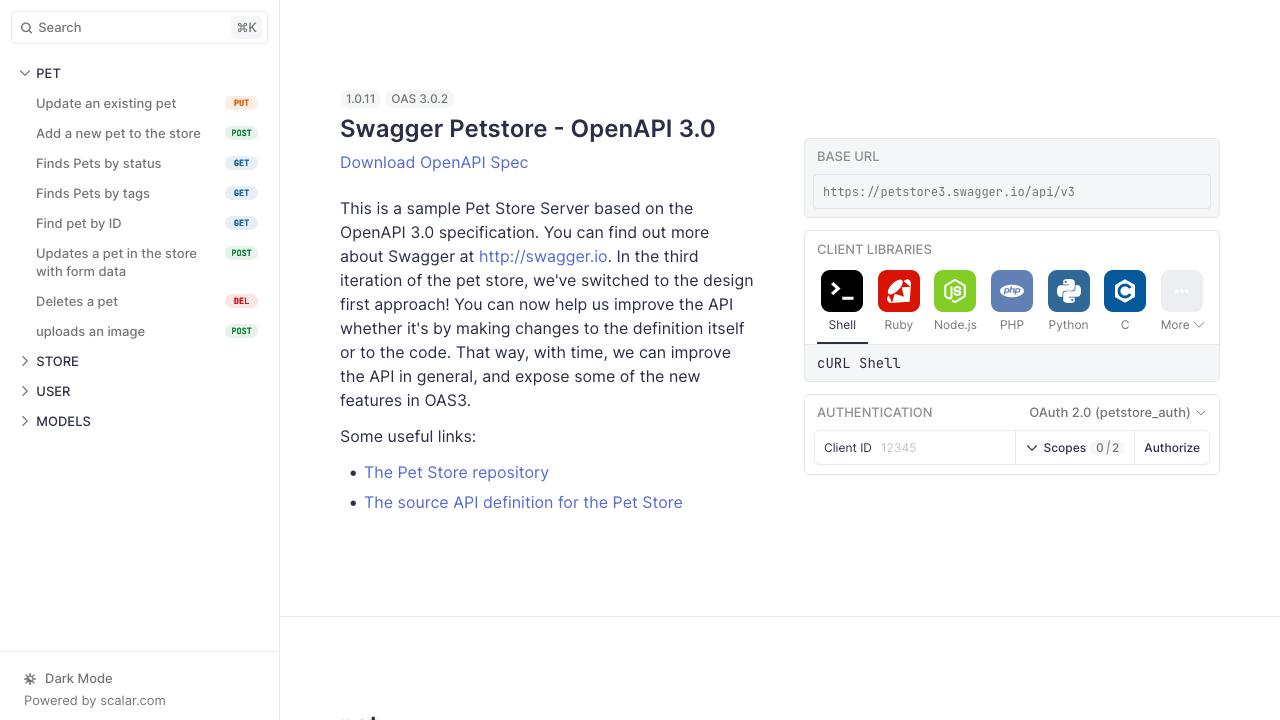 Search ⌘K
PET
Update an existing pet PUT
Add a new pet to the store POST
Finds Pets by status GET
Finds Pets by tags GET
Find pet by ID GET
Updates a pet in the store POST
with form data
Deletes a pet DEL
uploads an image POST
STORE
USER
MODELS
Dark Mode
Powered by scalar.com
1.0.11 OAS 3.0.2
Swagger Petstore - OpenAPI 3.0
Download OpenAPI Spec
This is a sample Pet Store Server based on the
OpenAPI 3.0 specification. You can find out more
about Swagger at http://swagger.io. In the third
iteration of the pet store, we've switched to the design
first approach! You can now help us improve the API
whether it's by making changes to the definition itself
or to the code. That way, with time, we can improve
the API in general, and expose some of the new
features in OAS3.
Some useful links:
• The Pet Store repository
• The source API definition for the Pet Store
BASE URL
https://petstore3.swagger.io/api/v3
CLIENT LIBRARIES
JS php
Shell Ruby Node.js PHP Python C More
cURL Shell
AUTHENTICATION OAuth 2.0 (petstore_auth)
Client ID 12345 Scopes 0/2 Authorize